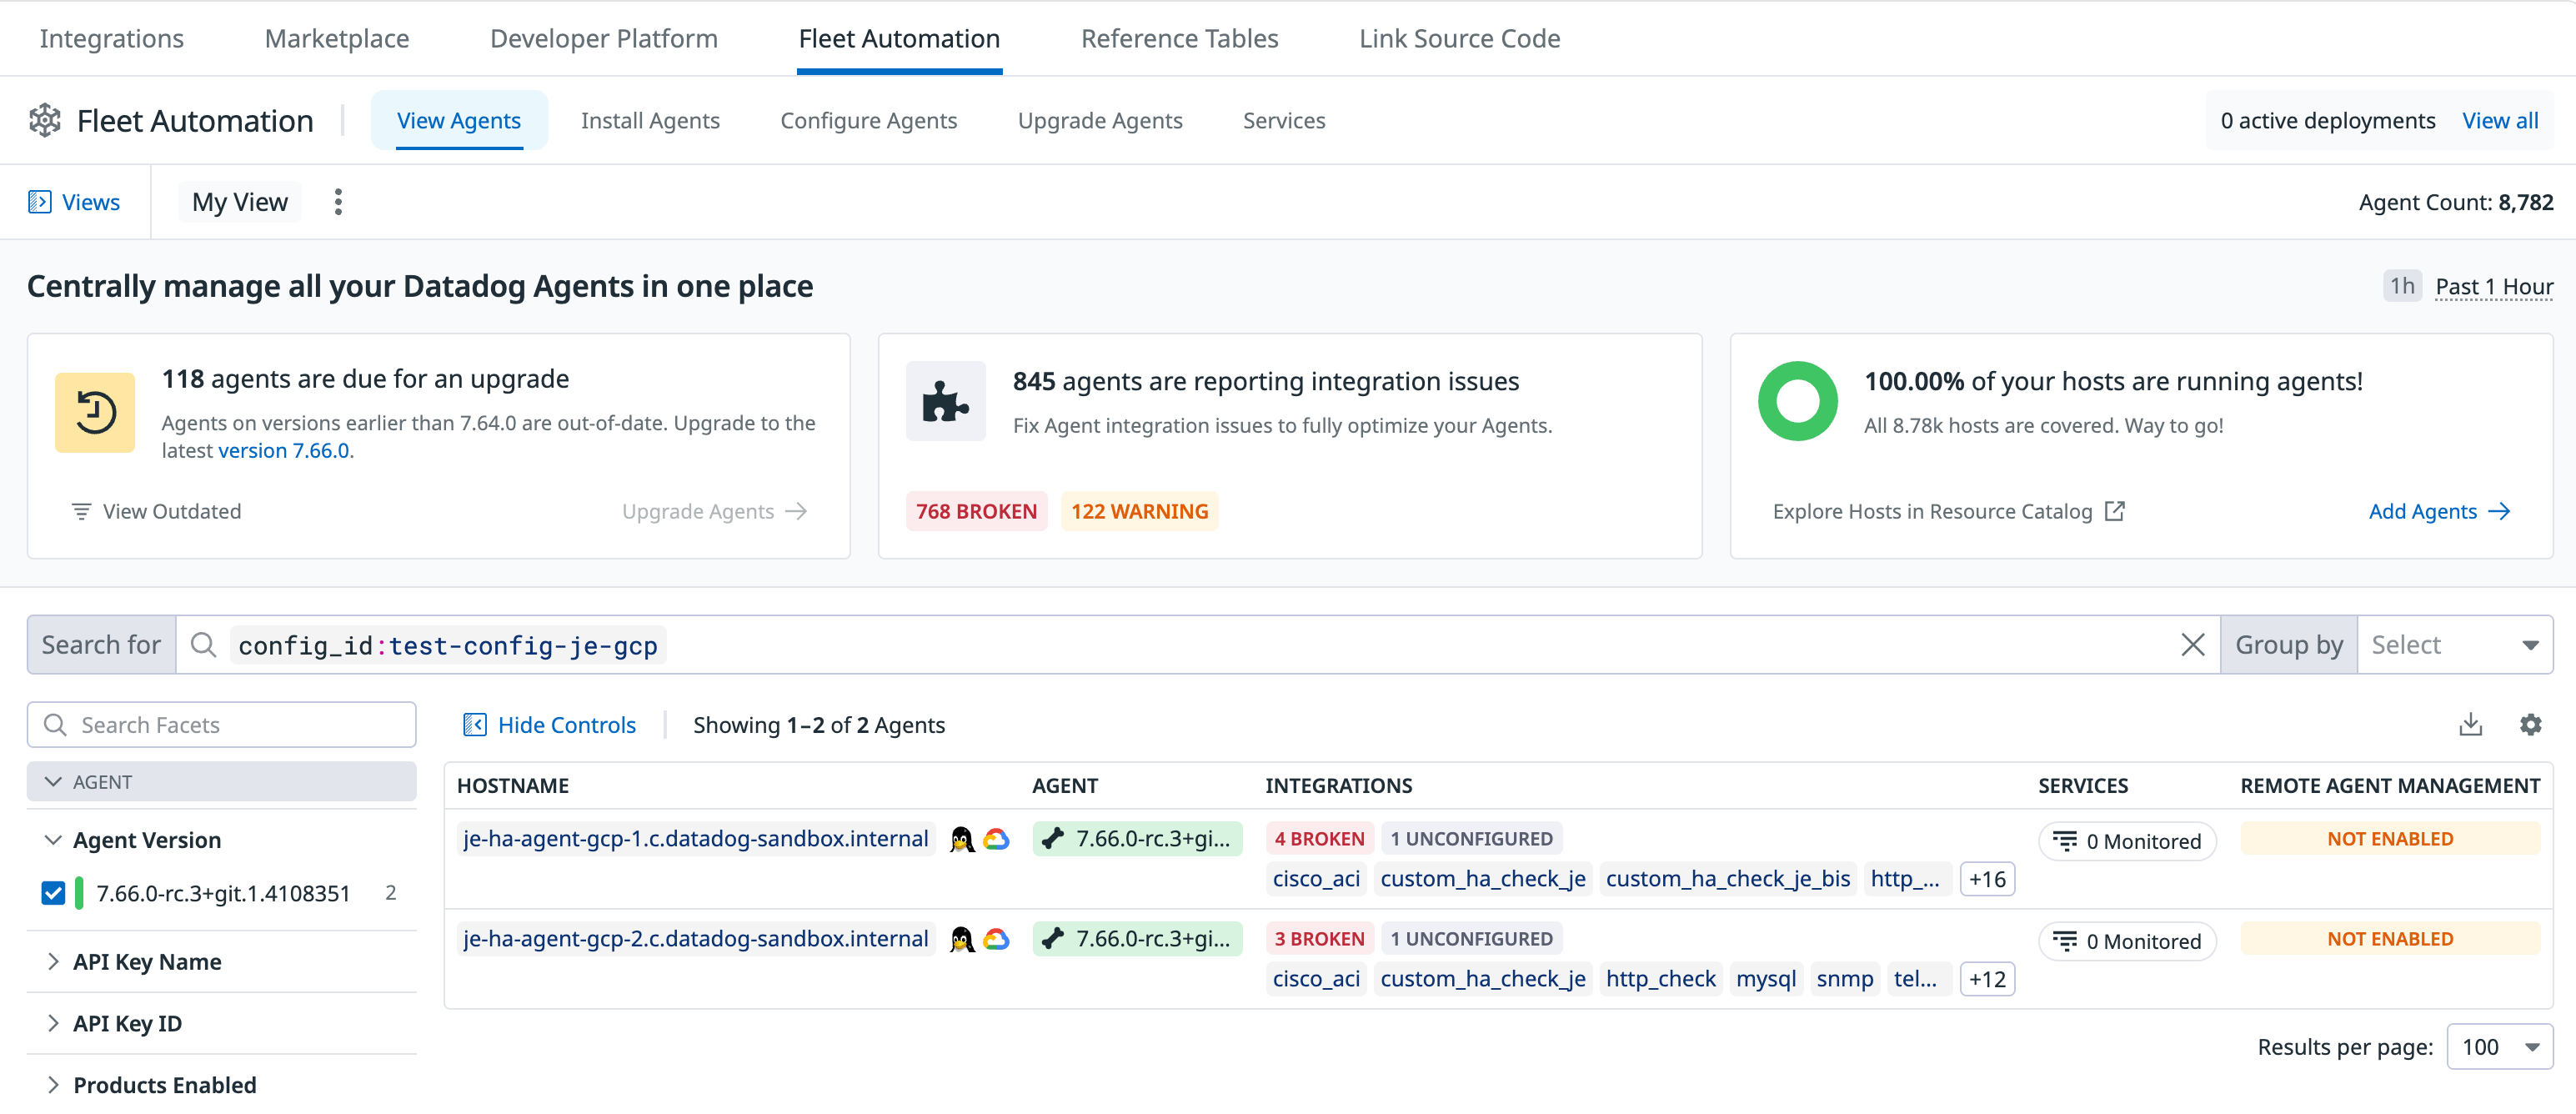 Integrations Marketplace Developer Platform Fleet Automation Reference Tables Link Source Code
Fleet Automation View Agents Install Agents Configure Agents Upgrade Agents Services 0 active deployments View all
Views My View Agent Count: 8,782
Centrally manage all your Datadog Agents in one place 1h Past 1 Hour
118 agents are due for an upgrade
Agents on versions earlier than 7.64.0 are out-of-date. Upgrade to the
latest version 7.66.0.
View Outdated Upgrade Agents
845 agents are reporting integration issues
Fix Agent integration issues to fully optimize your Agents.
768 BROKEN 122 WARNING
100.00% of your hosts are running agents!
All 8.78k hosts are covered. Way to go!
Explore Hosts in Resource Catalog Add Agents
Search for config_id:test-config-je-gcp Group by Select
Search Facets
AGENT
Agent Version
7.66.0-rc.3+git.1.4108351 2
API Key Name
API Key ID
Products Enabled
Hide Controls Showing 1–2 of 2 Agents
HOSTNAME AGENT INTEGRATIONS SERVICES REMOTE AGENT MANAGEMENT
je-ha-agent-gcp-1.c.datadog-sandbox.internal 7.66.0-rc.3+gi... 4 BROKEN 1 UNCONFIGURED 0 Monitored NOT ENABLED
cisco_aci custom_ha_check_je custom_ha_check_je_bis http_... +16
je-ha-agent-gcp-2.c.datadog-sandbox.internal 7.66.0-rc.3+gi... 3 BROKEN 1 UNCONFIGURED 0 Monitored NOT ENABLED
cisco_aci custom_ha_check_je http_check mysql snmp tel... +12
Results per page: 100